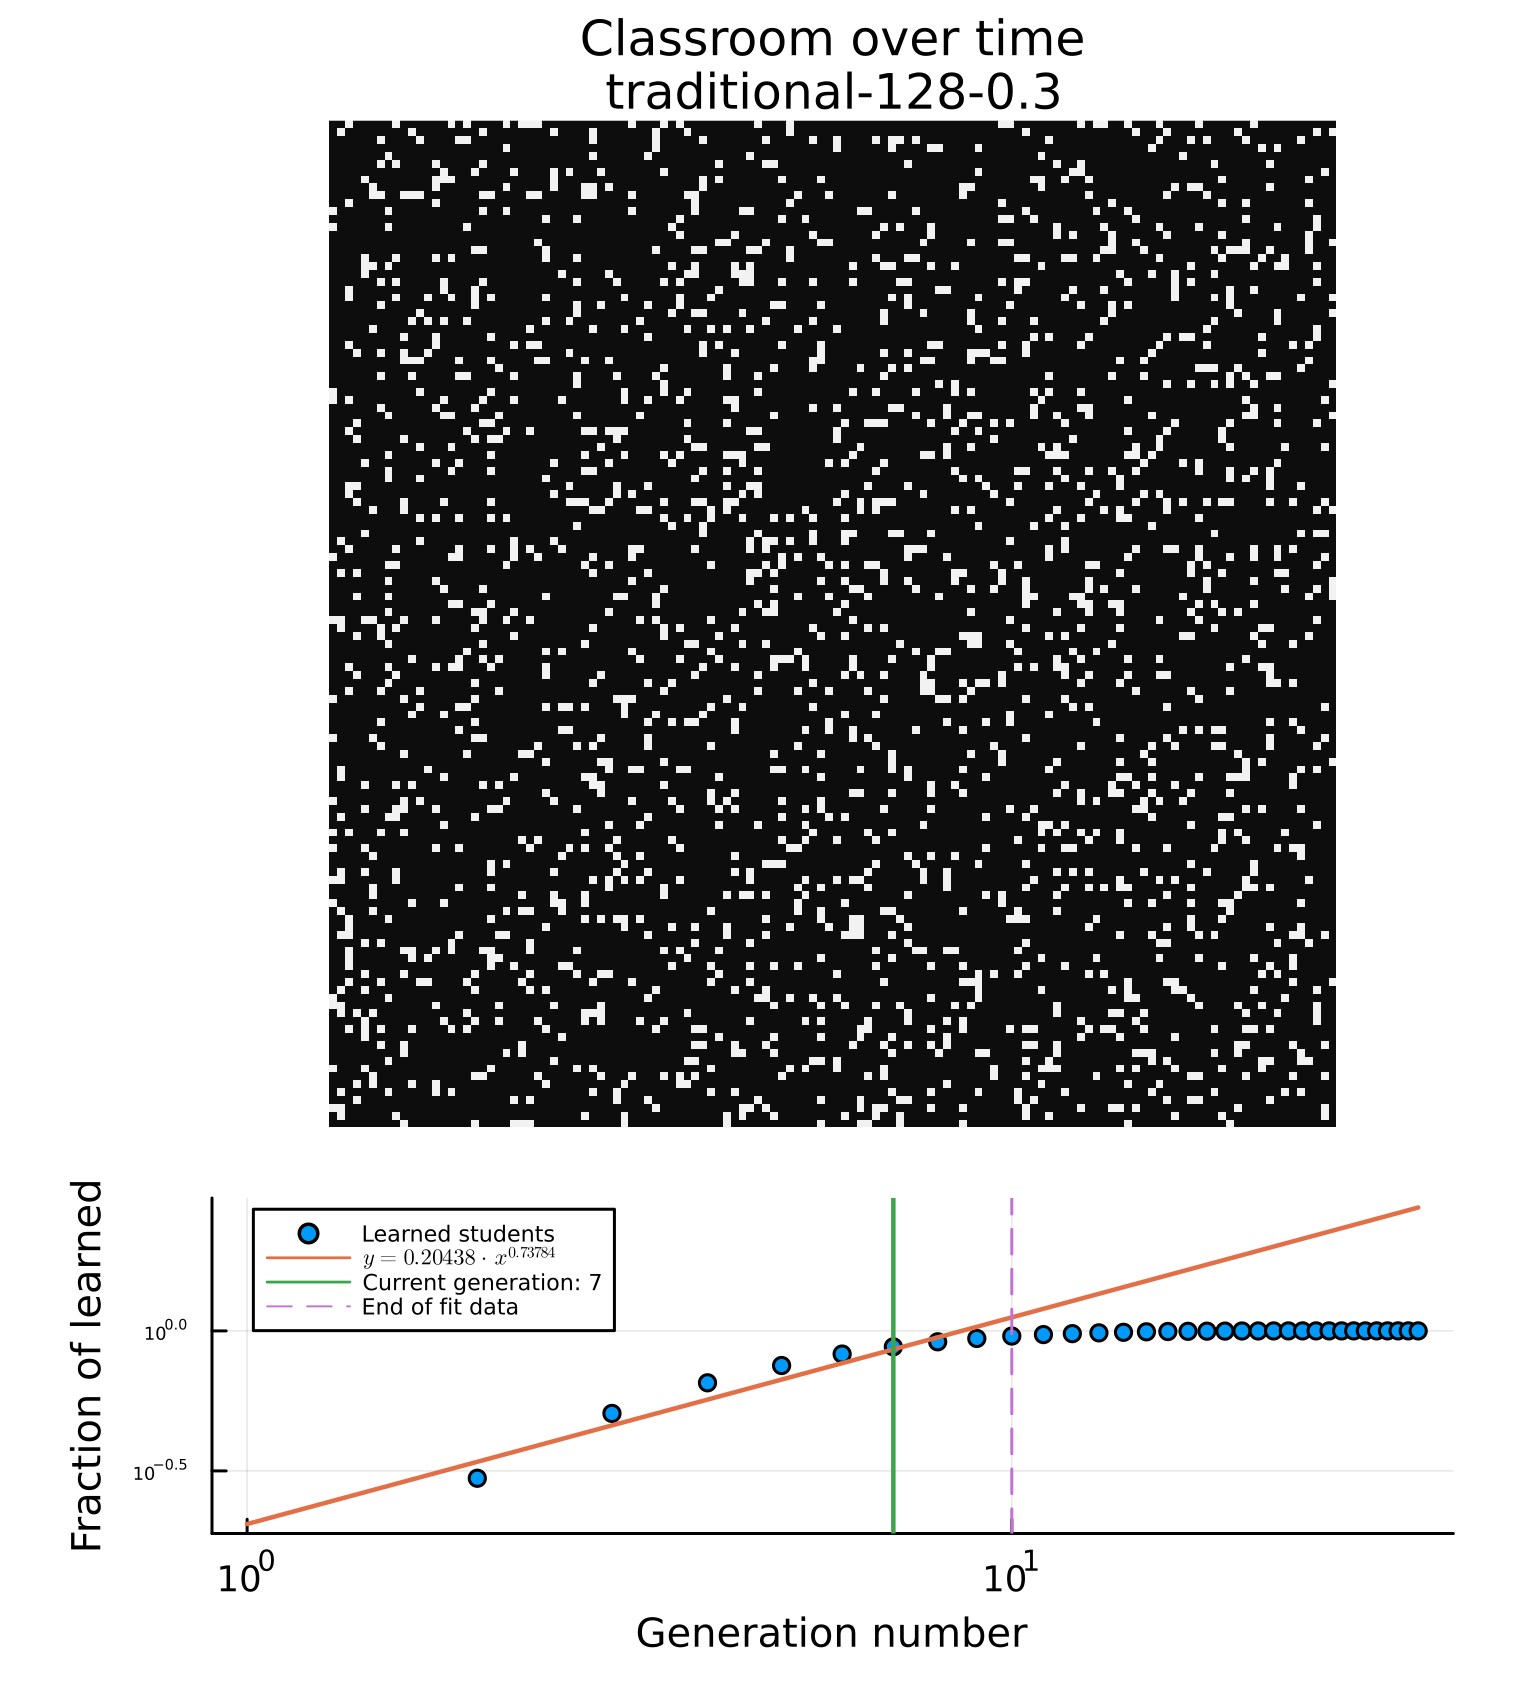 Classroom over time
traditional-128-0.3
Fraction of learned
Learned students
y = 0.20438 · x^0.73784
Current generation: 7
End of fit data
10^0.0
10^−0.5
10^0
10^1
Generation number